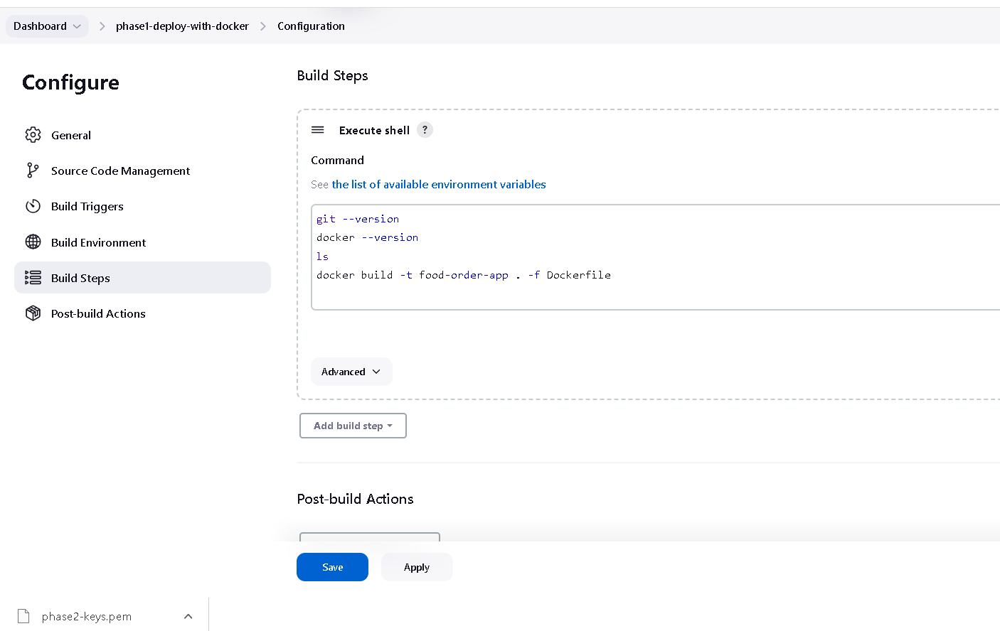 Dashboard
phase1-deploy-with-docker
Configuration
Configure
General
Source Code Management
Build Triggers
Build Environment
Build Steps
Post-build Actions
Build Steps
Execute shell ?
Command
See the list of available environment variables
git --version
docker --version
ls
docker build -t food-order-app . -f Dockerfile
Advanced
Add build step
Post-build Actions
Save
Apply
phase2-keys.pem